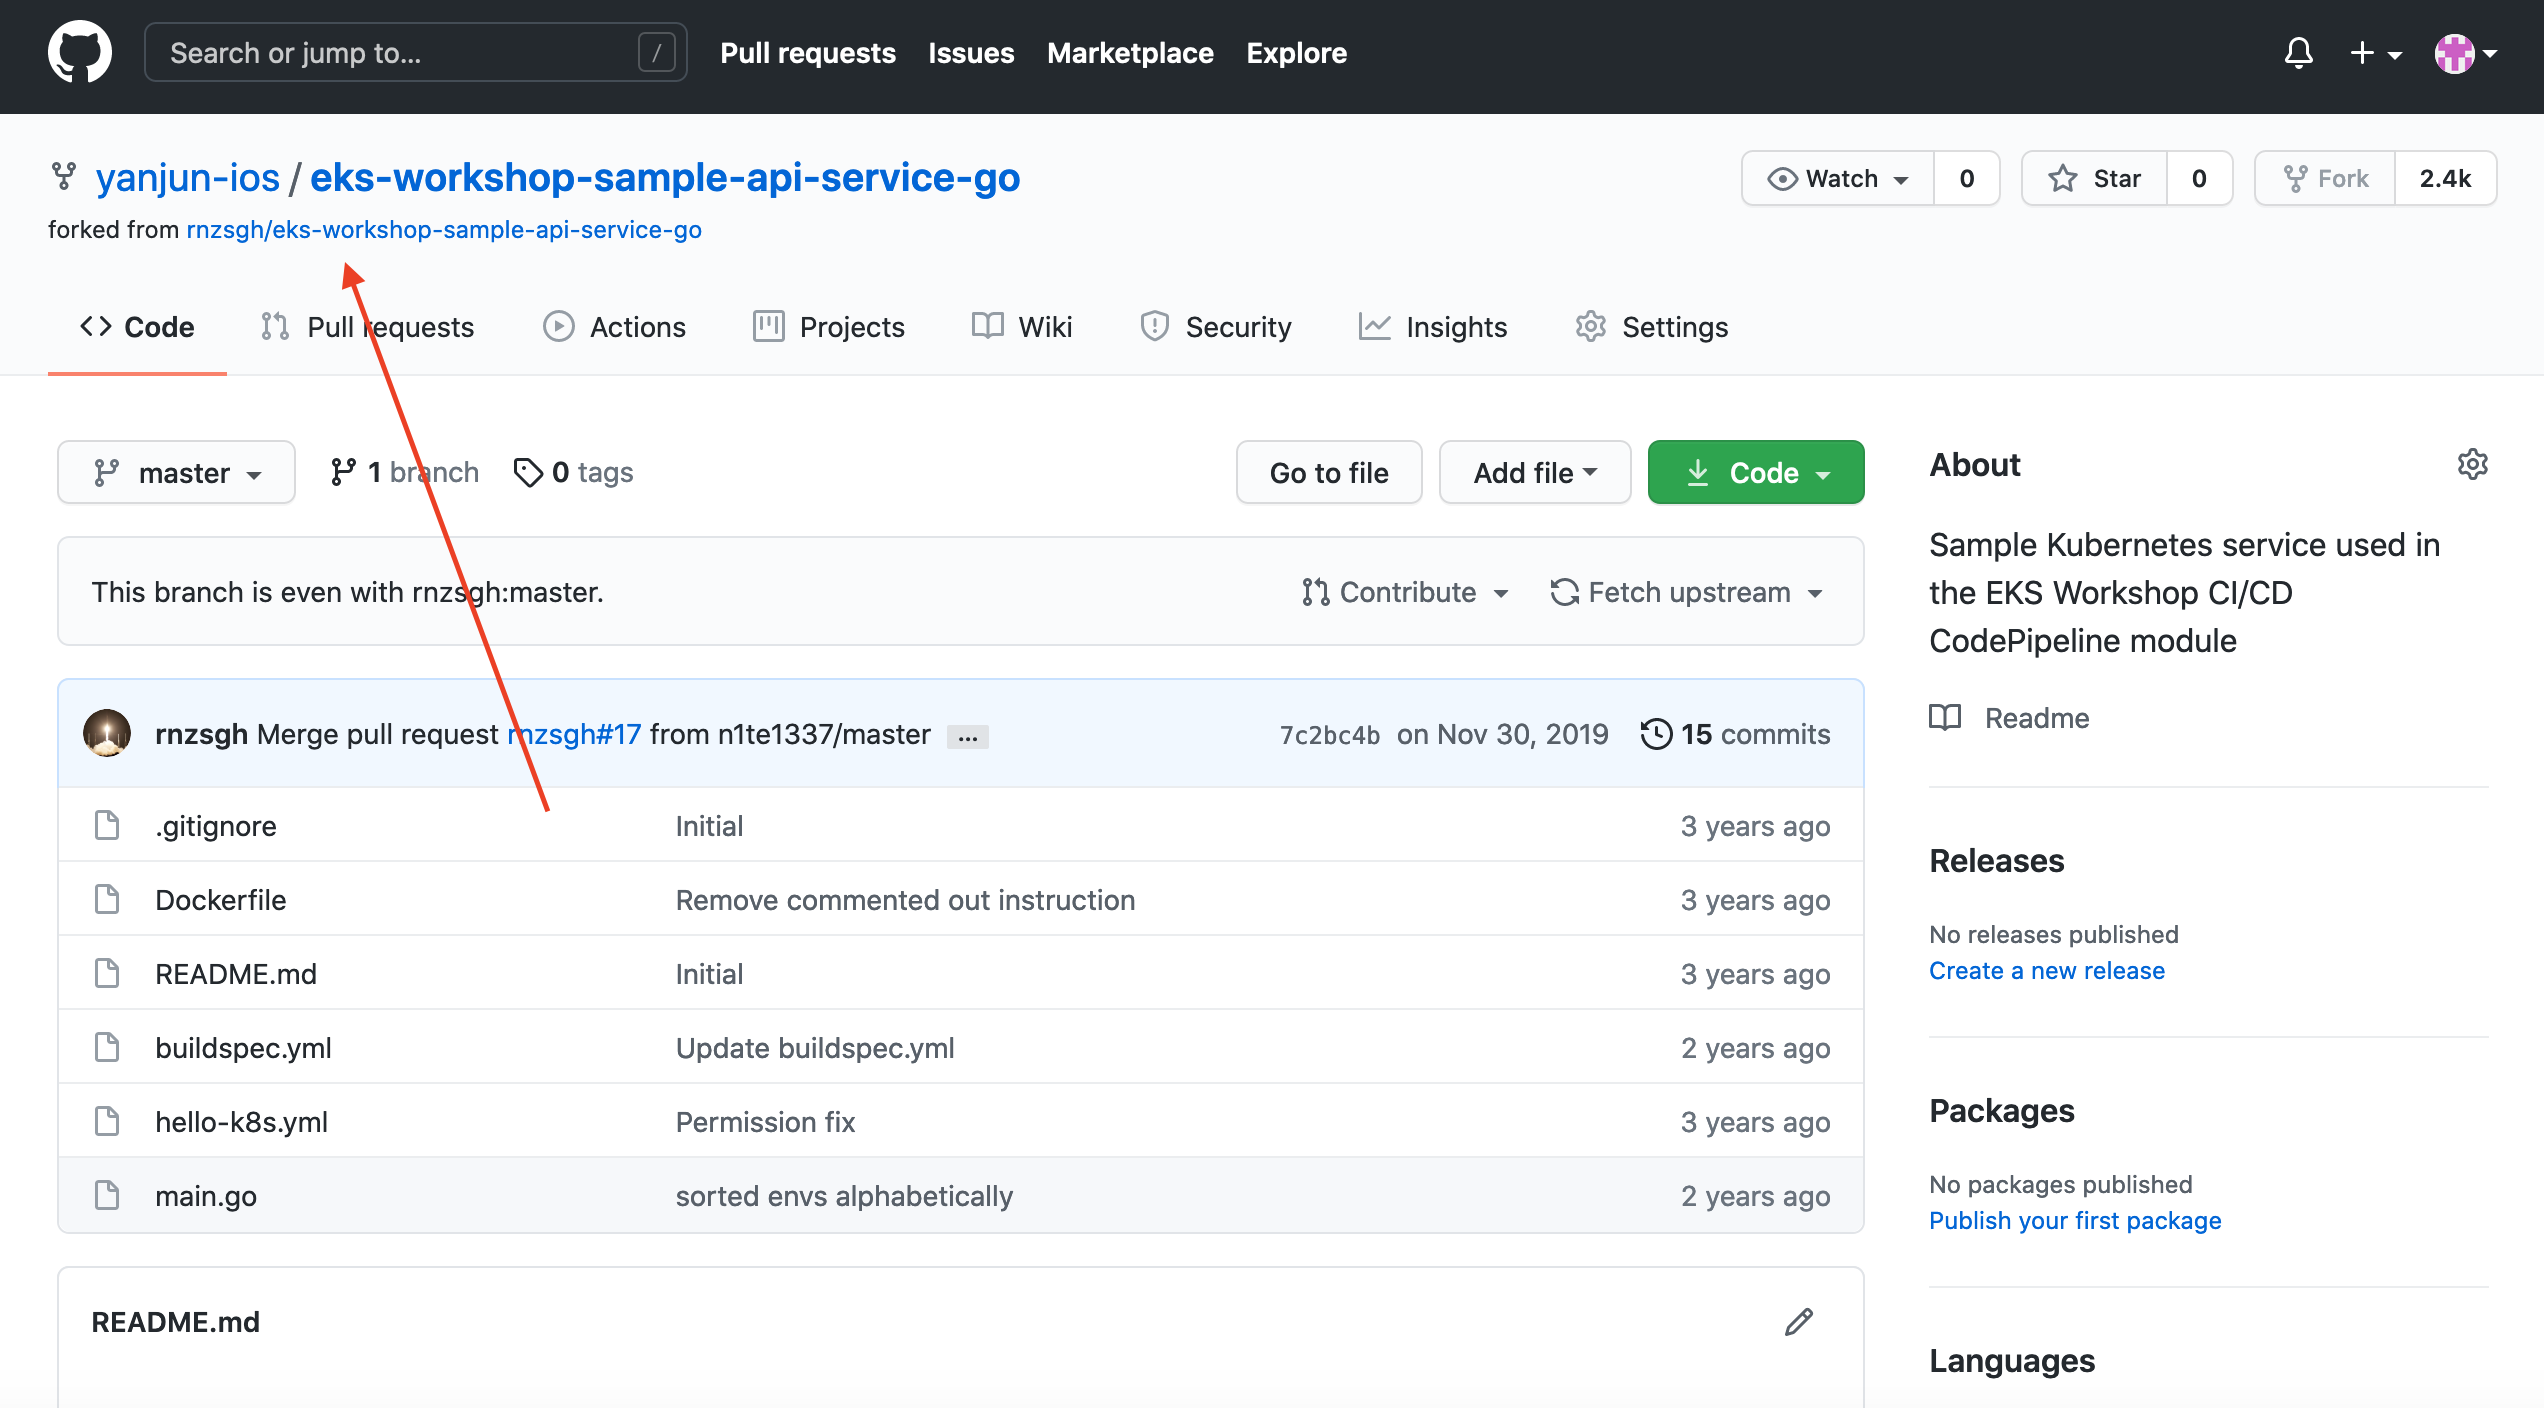 Search or jump to... /
Pull requests Issues Marketplace Explore
yanjun-ios / eks-workshop-sample-api-service-go
forked from rnzsgh/eks-workshop-sample-api-service-go
Watch 0 Star 0 Fork 2.4k
Code Pull requests Actions Projects Wiki Security Insights Settings
master 1 branch 0 tags
Go to file Add file Code
This branch is even with rnzsgh:master.
Contribute Fetch upstream
rnzsgh Merge pull request rnzsgh#17 from n1te1337/master ...
7c2bc4b on Nov 30, 2019 15 commits
.gitignore Initial 3 years ago
Dockerfile Remove commented out instruction 3 years ago
README.md Initial 3 years ago
buildspec.yml Update buildspec.yml 2 years ago
hello-k8s.yml Permission fix 3 years ago
main.go sorted envs alphabetically 2 years ago
README.md
About
Sample Kubernetes service used in
the EKS Workshop CI/CD
CodePipeline module
Readme
Releases
No releases published
Create a new release
Packages
No packages published
Publish your first package
Languages